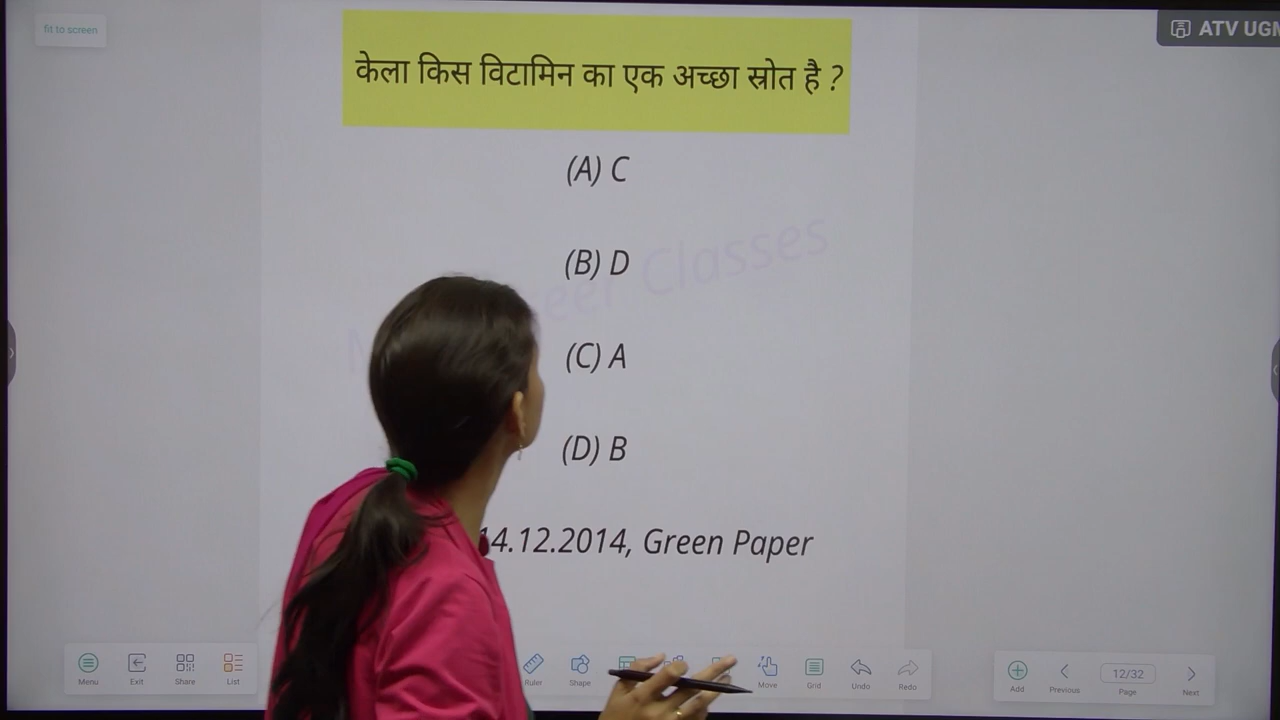 fit to screen
ATV UGM
केला किस विटामिन का एक अच्छा स्रोत है ?
(A) C
(B) D
Classes
(C) A
(D) B
14.12.2014, Green Paper
Menu Exit Share List Ruler Shape Move Grid Undo Redo Add Previous Page Next
12/32